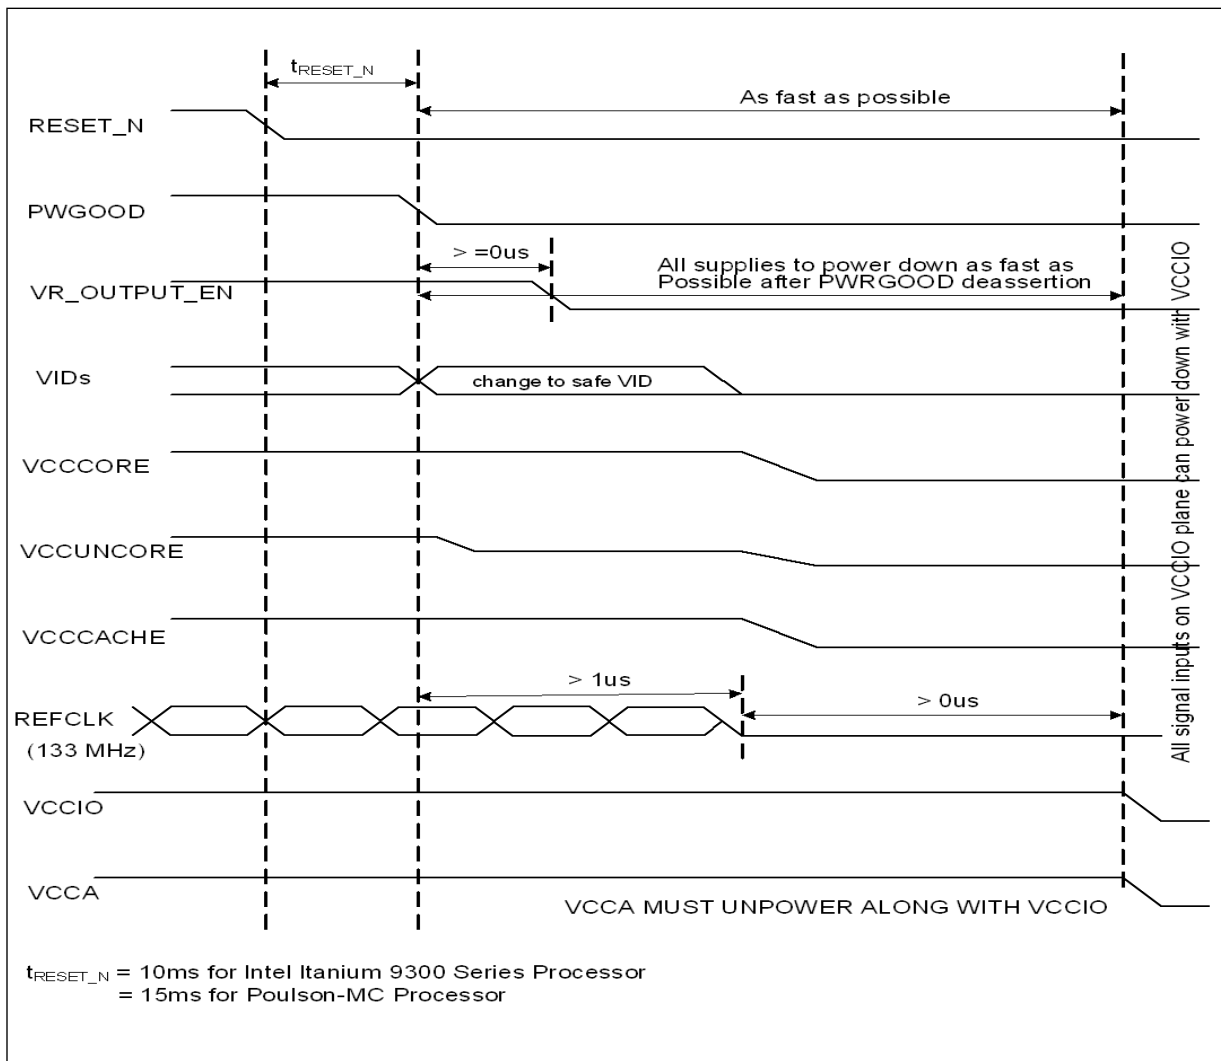 tRESET_N
As fast as possible
RESET_N
PWGOOD
> =0us
All supplies to power down as fast as
Possible after PWRGOOD deassertion
VR_OUTPUT_EN
VIDs
change to safe VID
VCCCORE
VCCUNCORE
VCCCACHE
> 1us
> 0us
REFCLK
(133 MHz)
All signal inputs on VCCIO plane can power down with VCCIO
VCCIO
VCCA
VCCA MUST UNPOWER ALONG WITH VCCIO
tRESET_N = 10ms for Intel Itanium 9300 Series Processor
= 15ms for Poulson-MC Processor